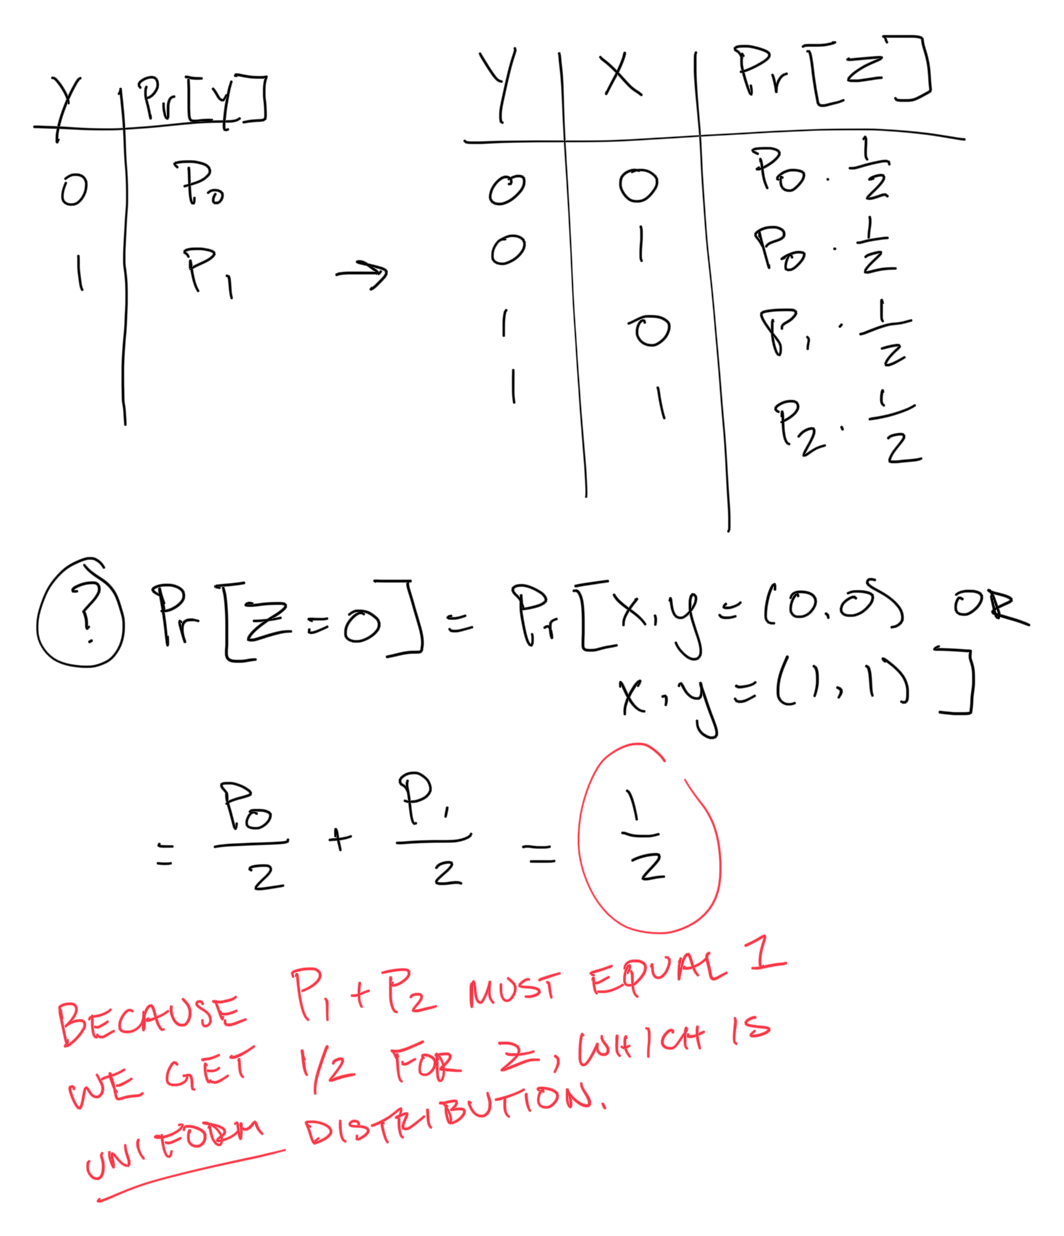 Y | Pr[y]
0 | P₀
1 | P₁ →
Y | X | Pr[Z]
0 | 0 | P₀ · 1/2
0 | 1 | P₀ · 1/2
1 | 0 | P₁ · 1/2
1 | 1 | P₂ · 1/2
? Pr[Z=0] = Pr[x,y=(0,0) OR
x,y=(1,1)]
= P₀/2 + P₁/2 = 1/2
BECAUSE P₁+P₂ MUST EQUAL 1
WE GET 1/2 FOR Z, WHICH IS
UNIFORM DISTRIBUTION.